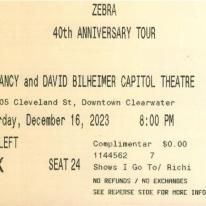 ZEBRA
40th ANNIVERSARY TOUR
ANCY and DAVID BILHEIMER CAPITOL THEATRE
05 Cleveland St, Downtown Clearwater
rday, December 16, 2023 8:00 PM
LEFT Complimentar $0.00
1144562 7
K SEAT 24 Shows I Go To/ Richi
NO REFUNDS / NO EXCHANGES
SEE REVERSE SIDE FOR MORE INFO